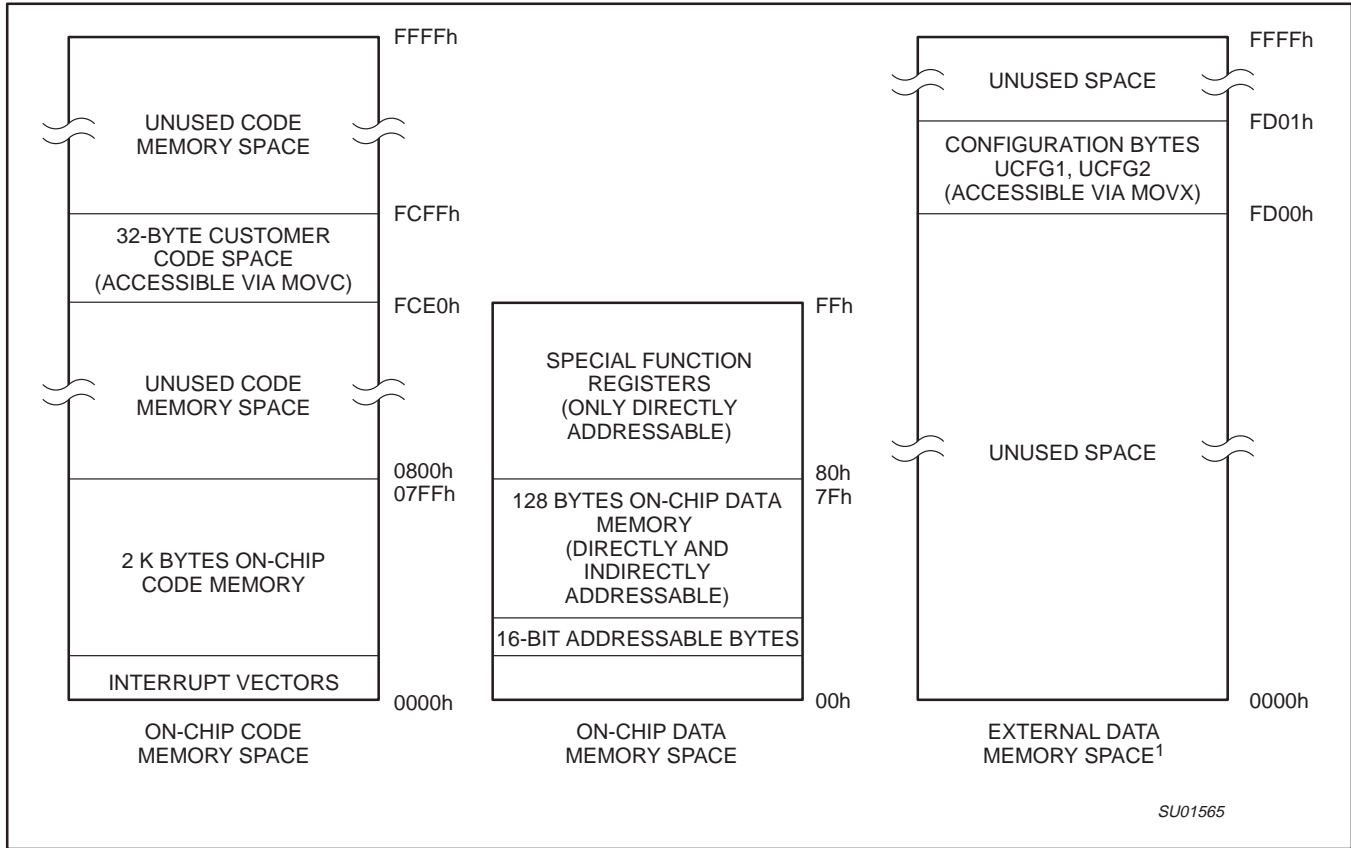 FFFFh
UNUSED CODE
MEMORY SPACE
FCFFh
32-BYTE CUSTOMER
CODE SPACE
(ACCESSIBLE VIA MOVC)
FCE0h
UNUSED CODE
MEMORY SPACE
0800h
07FFh
2 K BYTES ON-CHIP
CODE MEMORY
INTERRUPT VECTORS
0000h
ON-CHIP CODE
MEMORY SPACE
FFh
SPECIAL FUNCTION
REGISTERS
(ONLY DIRECTLY
ADDRESSABLE)
80h
7Fh
128 BYTES ON-CHIP DATA
MEMORY
(DIRECTLY AND
INDIRECTLY
ADDRESSABLE)
16-BIT ADDRESSABLE BYTES
00h
ON-CHIP DATA
MEMORY SPACE
FFFFh
UNUSED SPACE
FD01h
CONFIGURATION BYTES
UCFG1, UCFG2
(ACCESSIBLE VIA MOVX)
FD00h
UNUSED SPACE
0000h
EXTERNAL DATA
MEMORY SPACE1
SU01565